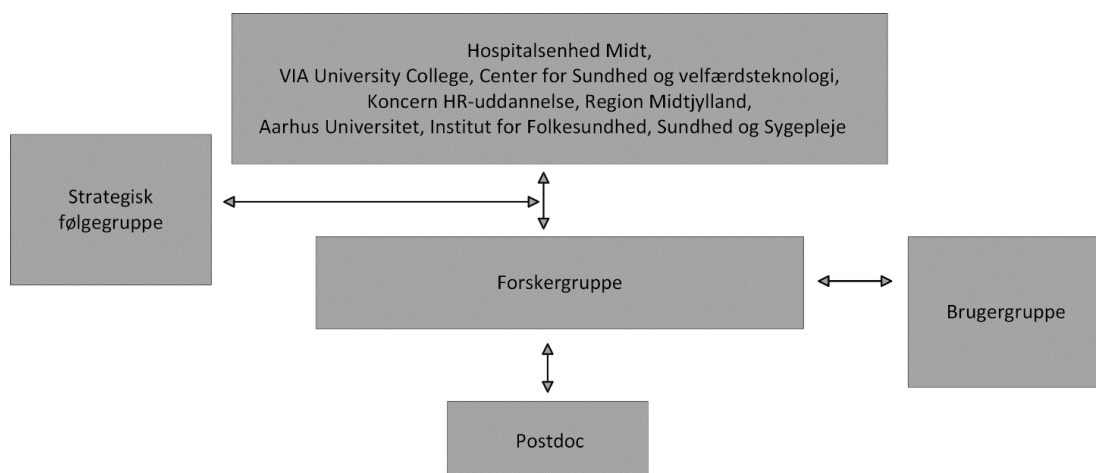 Hospitalsenhed Midt,
VIA University College, Center for Sundhed og velfærdsteknologi,
Koncern HR-uddannelse, Region Midtjylland,
Aarhus Universitet, Institut for Folkesundhed, Sundhed og Sygepleje
Strategisk
følgegruppe
Forskergruppe
Brugergruppe
Postdoc